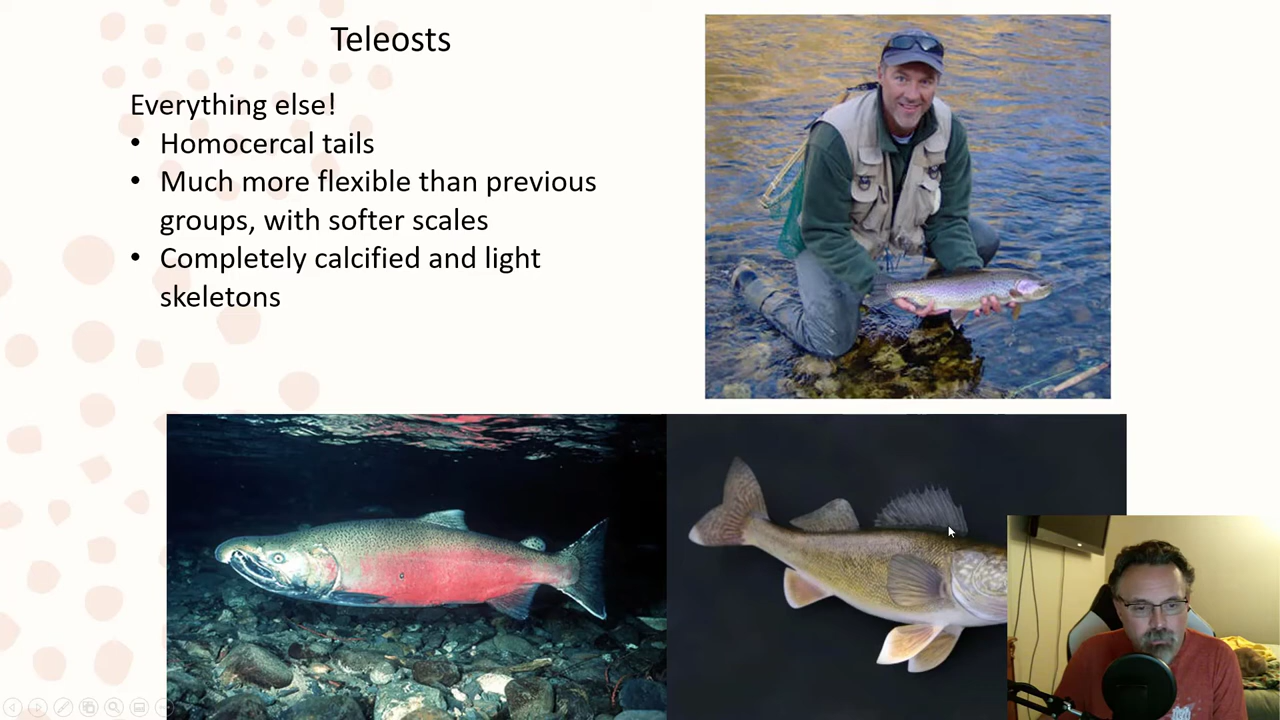 Teleosts
Everything else!
• Homocercal tails
• Much more flexible than previous
groups, with softer scales
• Completely calcified and light
skeletons